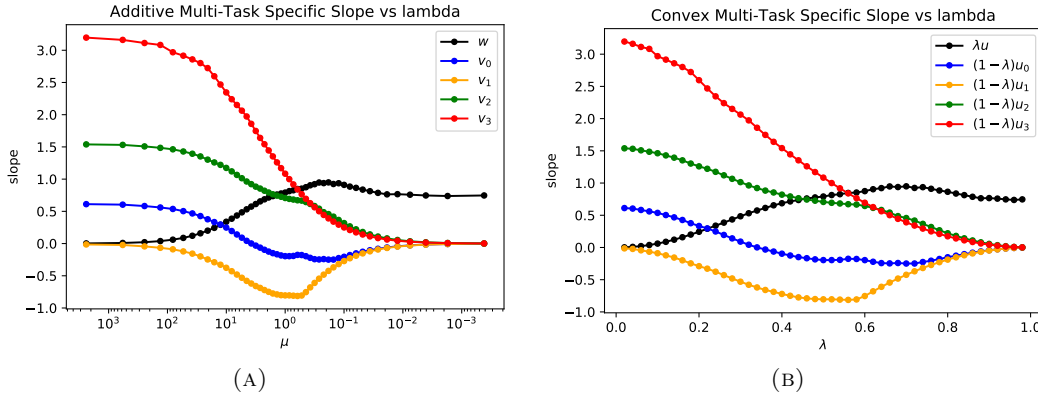 Additive Multi-Task Specific Slope vs lambda
3.0
2.5
2.0
1.5
1.0
0.5
0.0
−0.5
−1.0
slope
w
v₀
v₁
v₂
v₃
10³ 10² 10¹ 10⁰ 10⁻¹ 10⁻² 10⁻³
μ
(A)
Convex Multi-Task Specific Slope vs lambda
3.0
2.5
2.0
1.5
1.0
0.5
0.0
−0.5
−1.0
slope
λu
(1 − λ)u₀
(1 − λ)u₁
(1 − λ)u₂
(1 − λ)u₃
0.0 0.2 0.4 0.6 0.8 1.0
λ
(B)